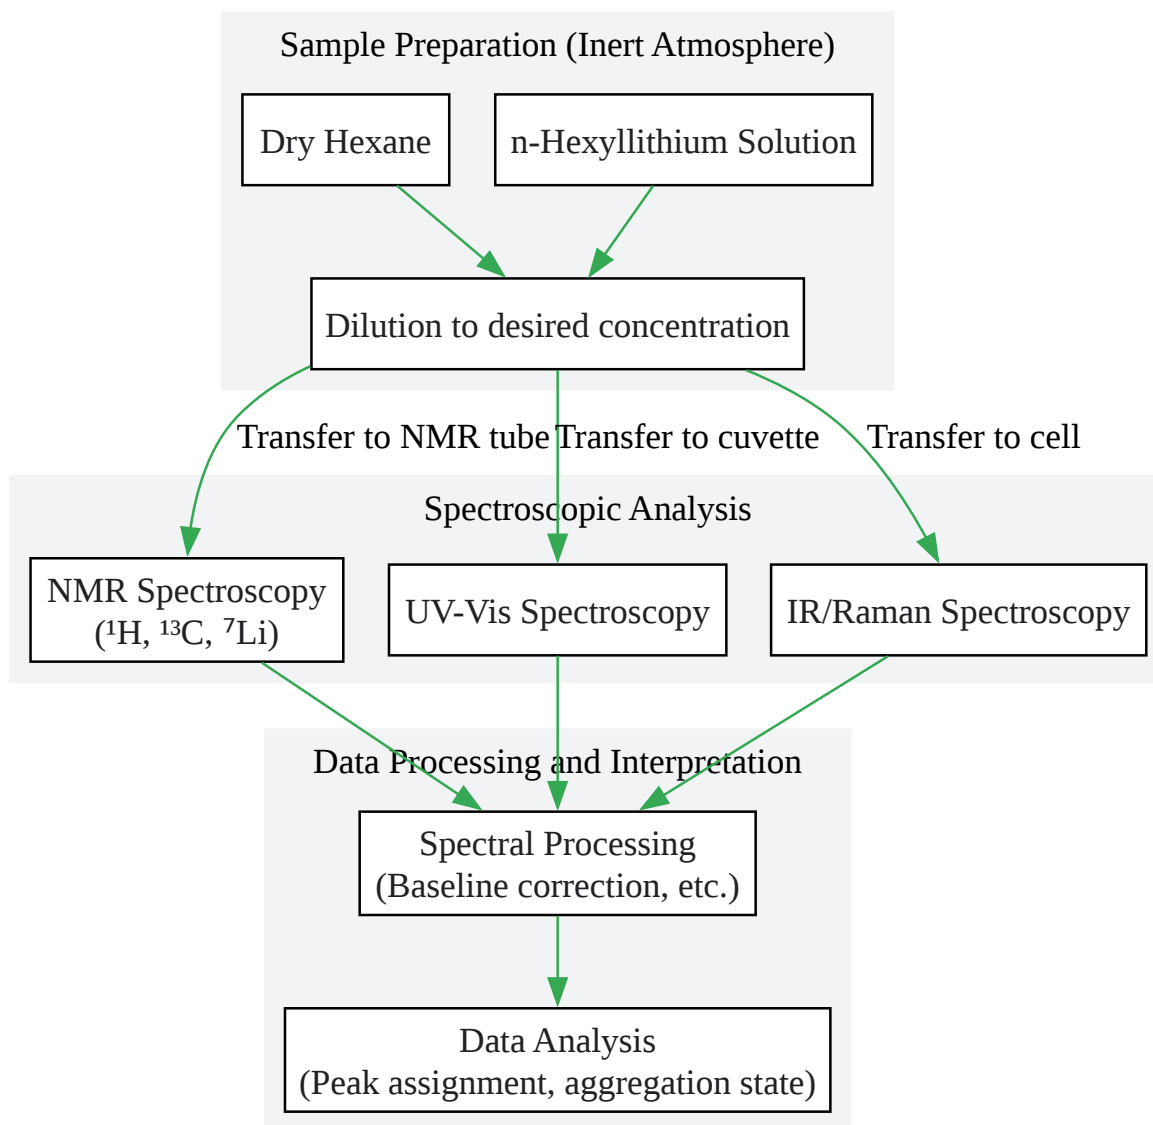 Sample Preparation (Inert Atmosphere)
Dry Hexane
n-Hexyllithium Solution
Dilution to desired concentration
Transfer to NMR tube
Transfer to cuvette
Transfer to cell
Spectroscopic Analysis
NMR Spectroscopy
(¹H, ¹³C, ⁷Li)
UV-Vis Spectroscopy
IR/Raman Spectroscopy
Data Processing and Interpretation
Spectral Processing
(Baseline correction, etc.)
Data Analysis
(Peak assignment, aggregation state)